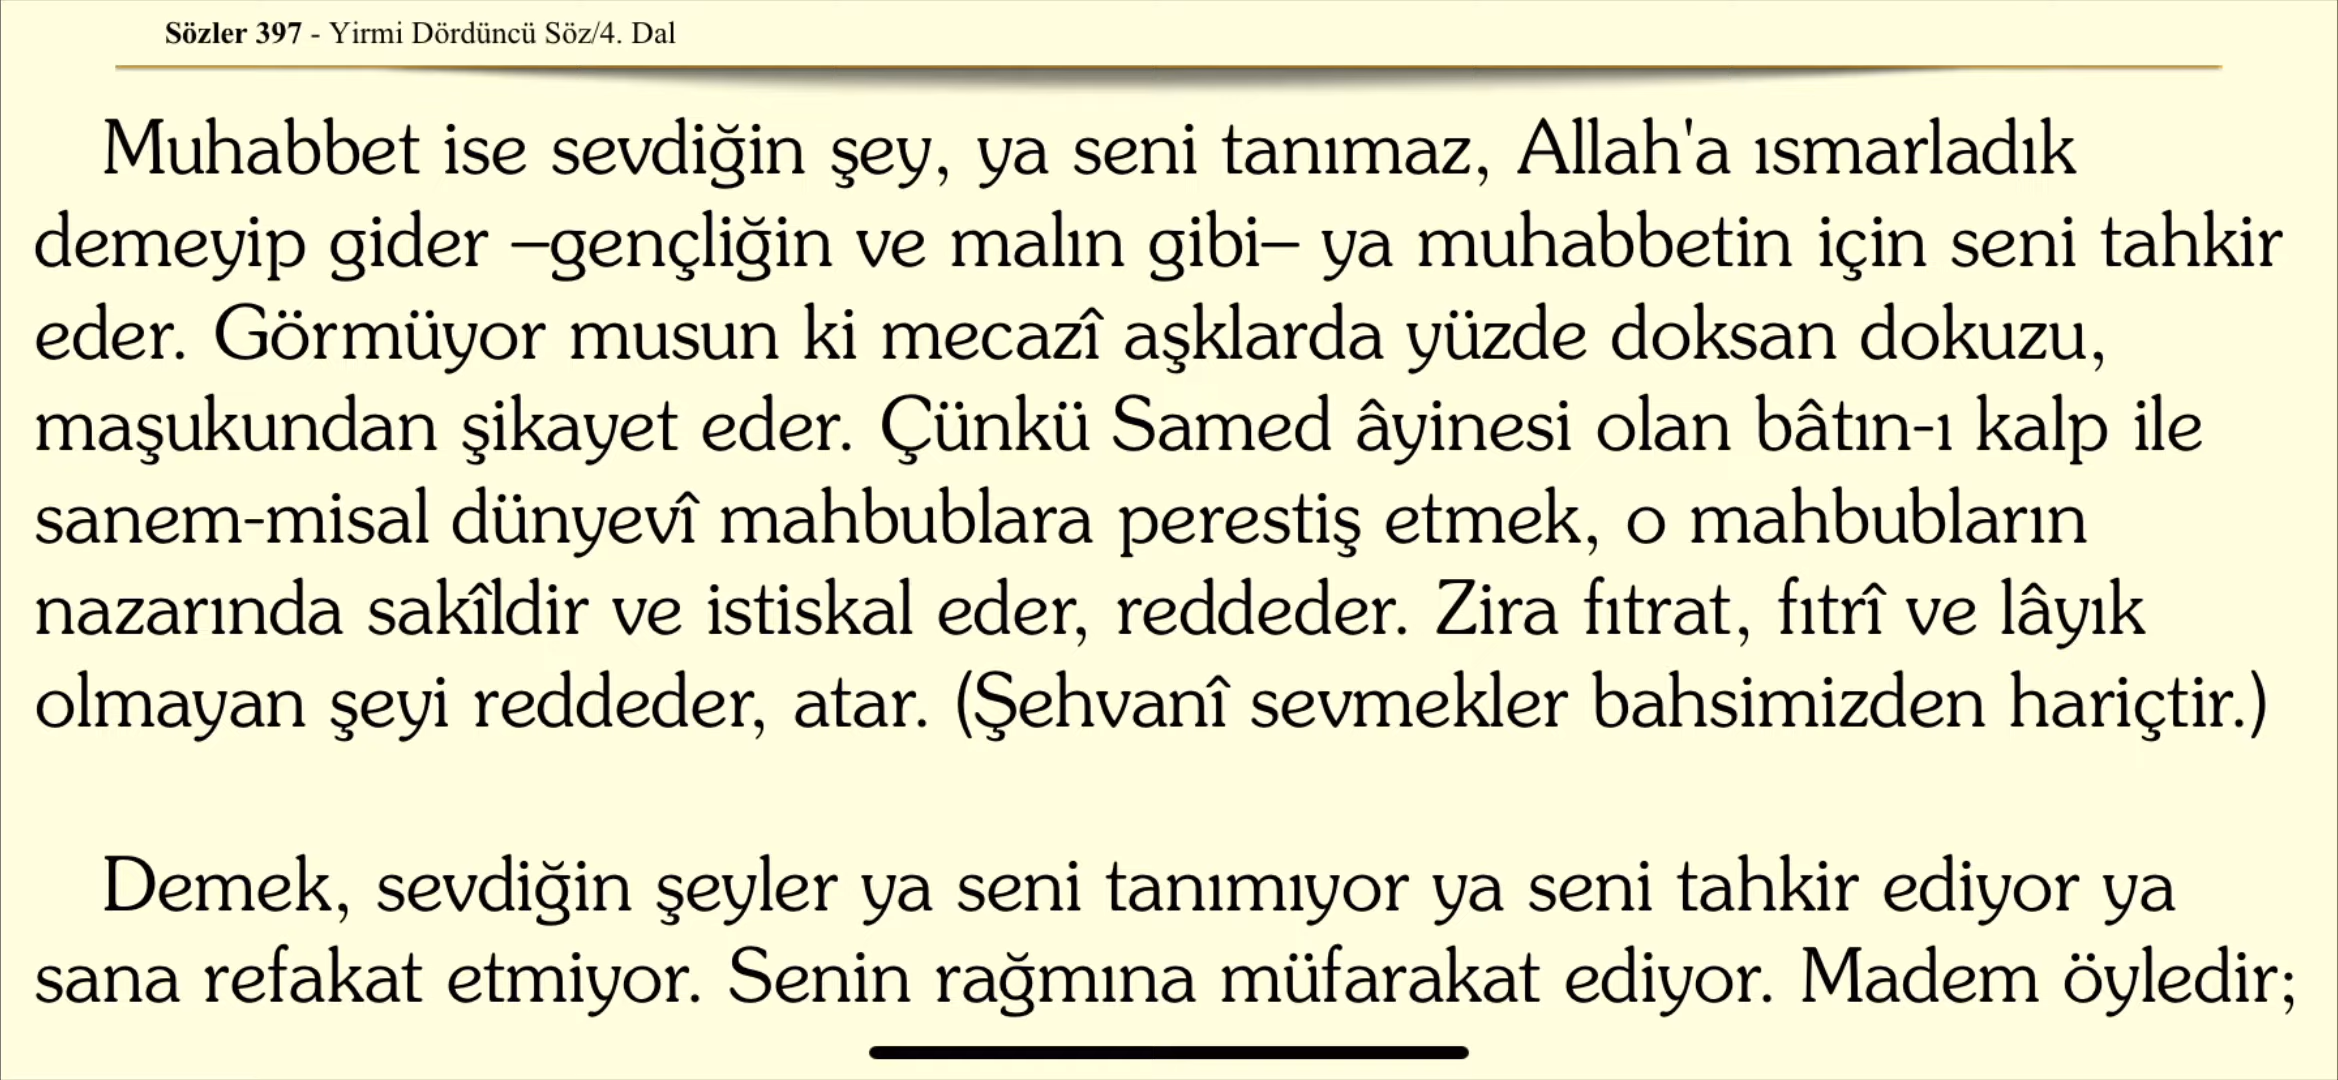 Sözler 397 - Yirmi Dördüncü Söz/4. Dal
Muhabbet ise sevdiğin şey, ya seni tanımaz, Allah'a ısmarladık
demeyip gider –gençliğin ve malın gibi– ya muhabbetin için seni tahkir
eder. Görmüyor musun ki mecazî aşklarda yüzde doksan dokuzu,
maşukundan şikayet eder. Çünkü Samed âyinesi olan bâtın-ı kalp ile
sanem-misal dünyevî mahbublara perestiş etmek, o mahbubların
nazarında sakîldir ve istiskal eder, reddeder. Zira fıtrat, fıtrî ve lâyık
olmayan şeyi reddeder, atar. (Şehvanî sevmekler bahsimizden hariçtir.)
Demek, sevdiğin şeyler ya seni tanımıyor ya seni tahkir ediyor ya
sana refakat etmiyor. Senin rağmına müfarakat ediyor. Madem öyledir;